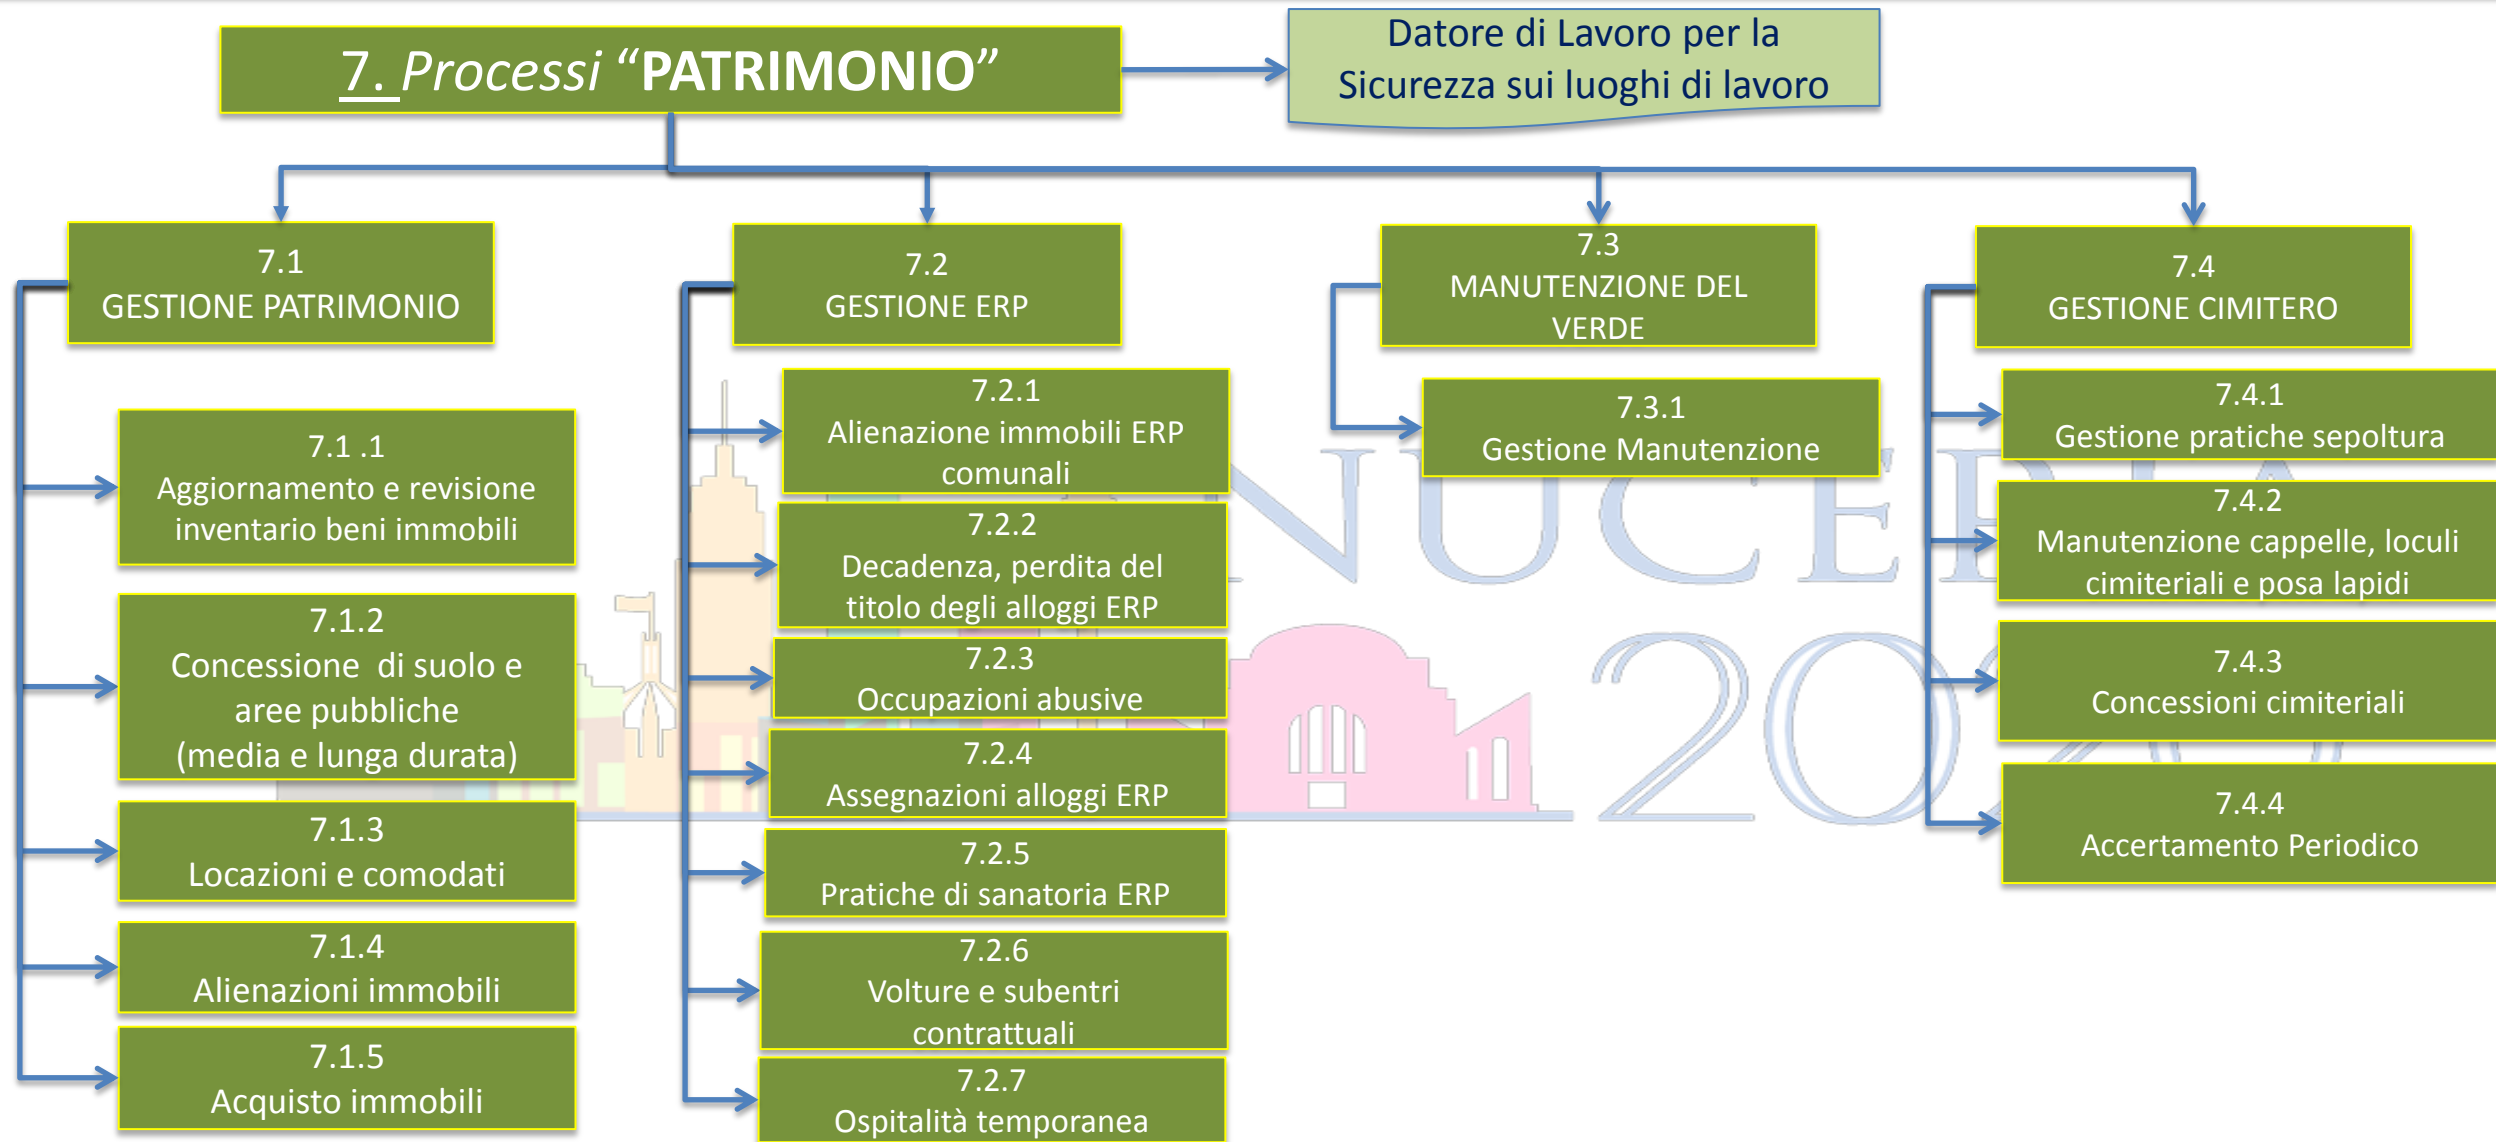 7. Processi “PATRIMONIO”
Datore di Lavoro per la
Sicurezza sui luoghi di lavoro
7.1
GESTIONE PATRIMONIO
7.1 .1
Aggiornamento e revisione
inventario beni immobili
7.1.2
Concessione di suolo e
aree pubbliche
(media e lunga durata)
7.1.3
Locazioni e comodati
7.1.4
Alienazioni immobili
7.1.5
Acquisto immobili
7.2
GESTIONE ERP
7.2.1
Alienazione immobili ERP
comunali
7.2.2
Decadenza, perdita del
titolo degli alloggi ERP
7.2.3
Occupazioni abusive
7.2.4
Assegnazioni alloggi ERP
7.2.5
Pratiche di sanatoria ERP
7.2.6
Volture e subentri
contrattuali
7.2.7
Ospitalità temporanea
7.3
MANUTENZIONE DEL
VERDE
7.3.1
Gestione Manutenzione
7.4
GESTIONE CIMITERO
7.4.1
Gestione pratiche sepoltura
7.4.2
Manutenzione cappelle, loculi
cimiteriali e posa lapidi
7.4.3
Concessioni cimiteriali
7.4.4
Accertamento Periodico
NUCERIA